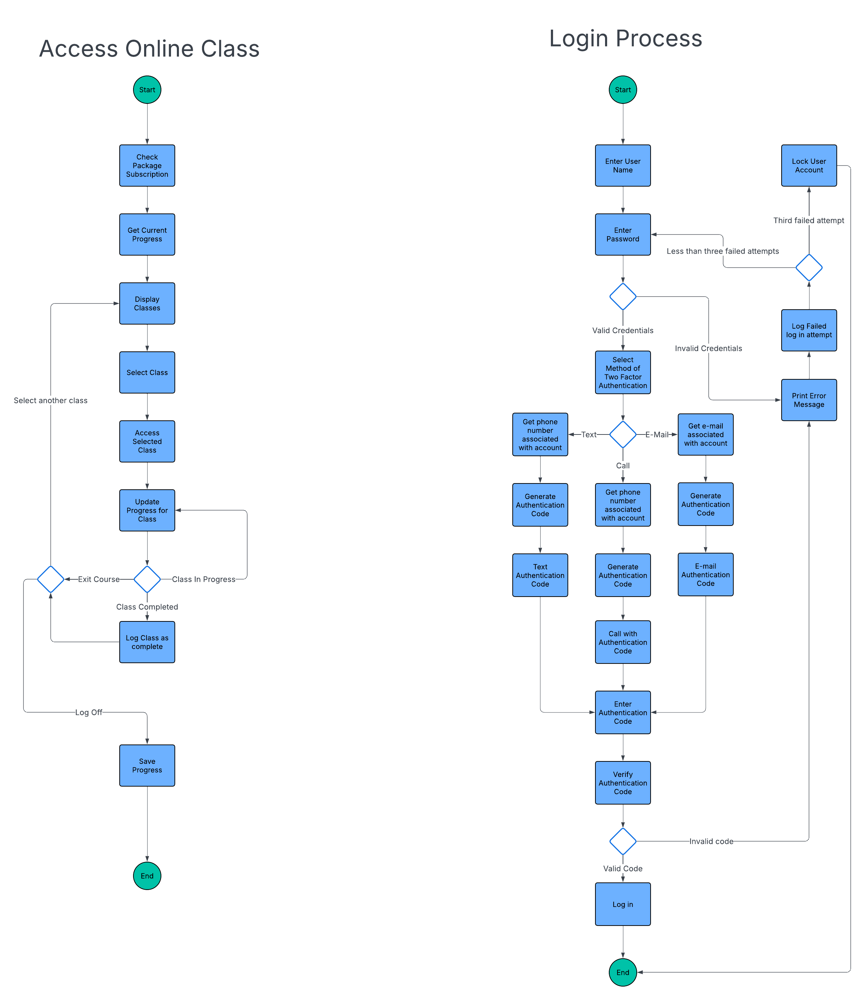 Access Online Class
Start
Check
Package
Subscription
Get Current
Progress
Display
Classes
Select Class
Select another class
Access
Selected
Class
Update
Progress for
Class
Exit Course
Class In Progress
Class Completed
Log Class as
complete
Log Off
Save
Progress
End
Login Process
Start
Enter User
Name
Lock User
Account
Third failed attempt
Enter
Password
Less than three failed attempts
Valid Credentials
Invalid Credentials
Log Failed
log in attempt
Select
Method of
Two Factor
Authentication
Print Error
Message
Get phone
number
associated
with account
Text
E-Mail
Get e-mail
associated
with account
Call
Generate
Authentication
Code
Get phone
number
associated
with account
Generate
Authentication
Code
Text
Authentication
Code
Generate
Authentication
Code
E-mail
Authentication
Code
Call with
Authentication
Code
Enter
Authentication
Code
Verify
Authentication
Code
Invalid code
Valid Code
Log in
End